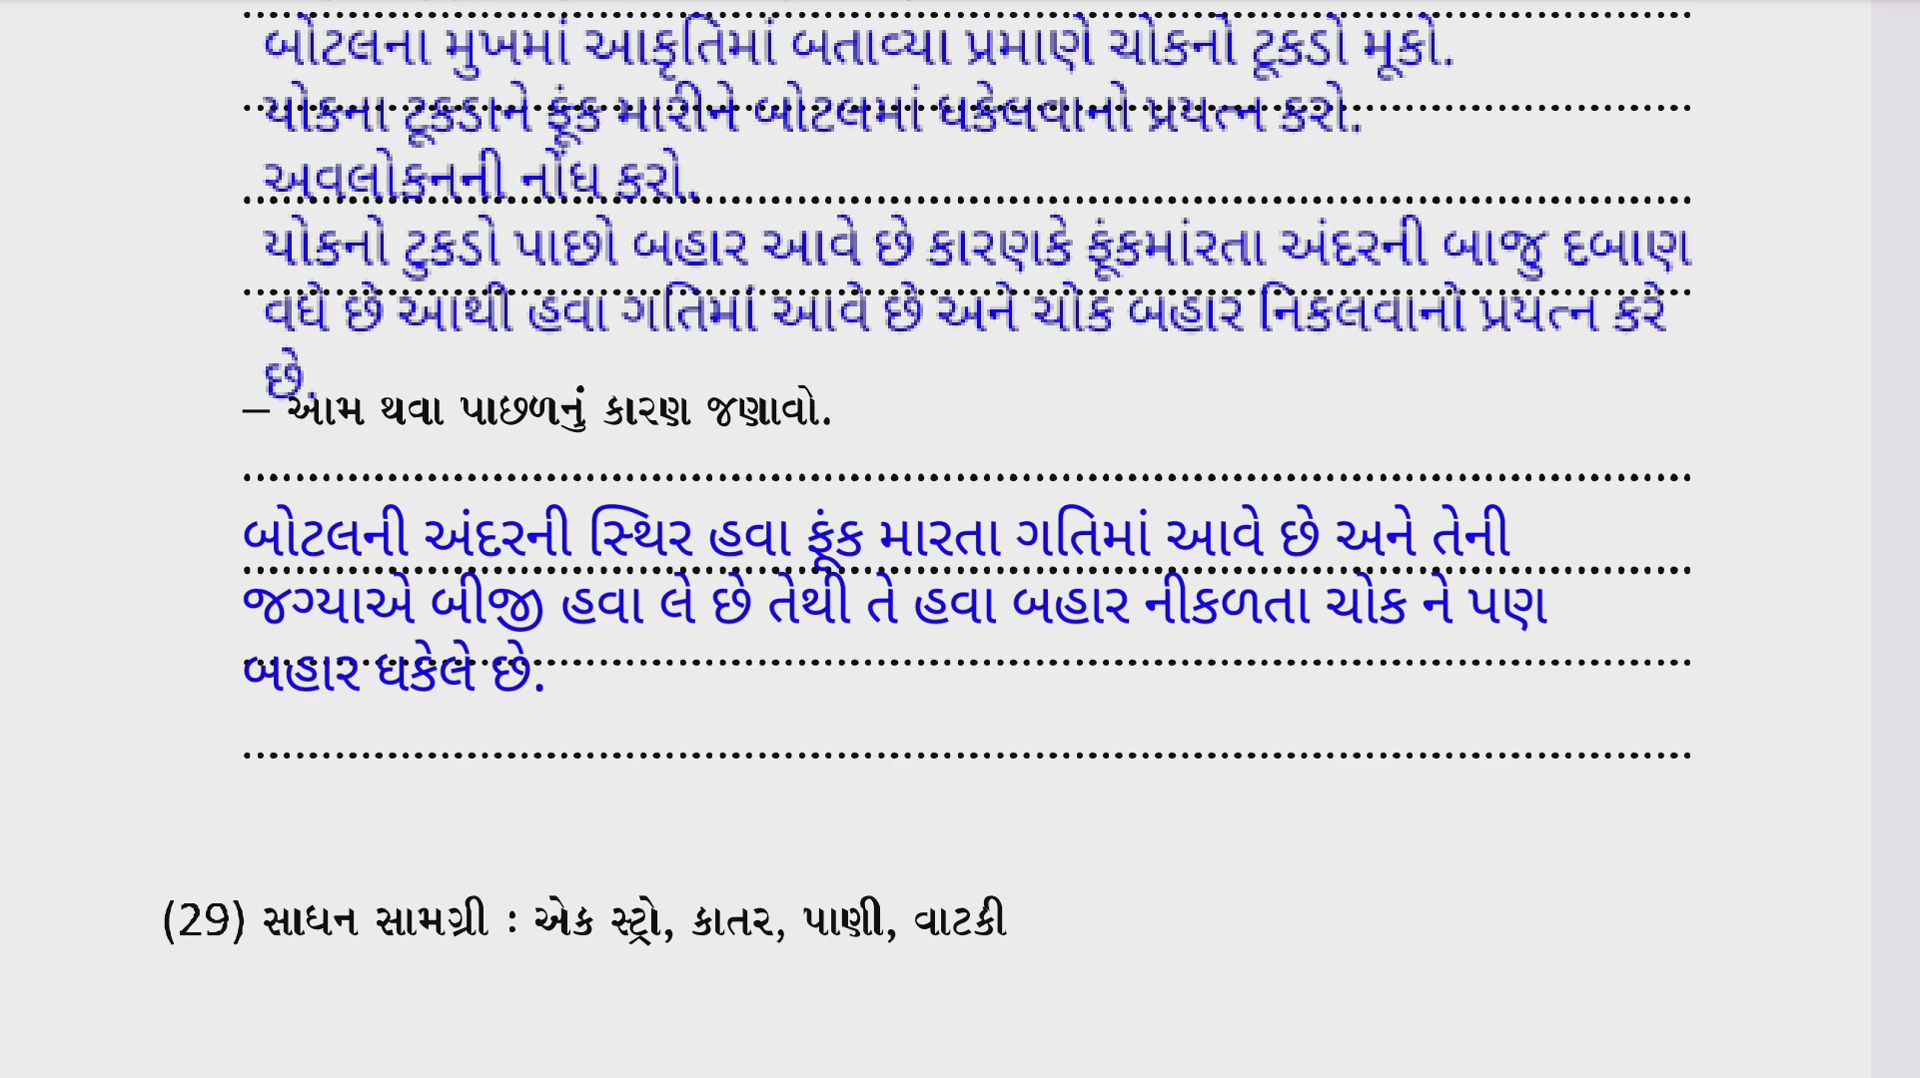 બોટલના મુખમાં આકૃતિમાં બતાવ્યા પ્રમાણે ચોકનો ટૂકડો મૂકો.
ચોકના ટૂકડાને ફૂંક મારીને બોટલમાં ધકેલવાનો પ્રયત્ન કરો.
અવલોકનની નોંધ કરો.
ચોકનો ટુકડો પાછો બહાર આવે છે કારણકે ફૂંકમાંરતા અંદરની બાજુ દબાણ
વધે છે આથી હવા ગતિમાં આવે છે અને ચોક બહાર નિકલવાનો પ્રયત્ન કરે
છે.
– આમ થવા પાછળનું કારણ જણાવો.
બોટલની અંદરની સ્થિર હવા ફૂંક મારતા ગતિમાં આવે છે અને તેની
જગ્યાએ બીજી હવા લે છે તેથી તે હવા બહાર નીકળતા ચોક ને પણ
બહાર ધકેલે છે.
(29) સાધન સામગ્રી : એક સ્ટ્રો, કાતર, પાણી, વાટકી